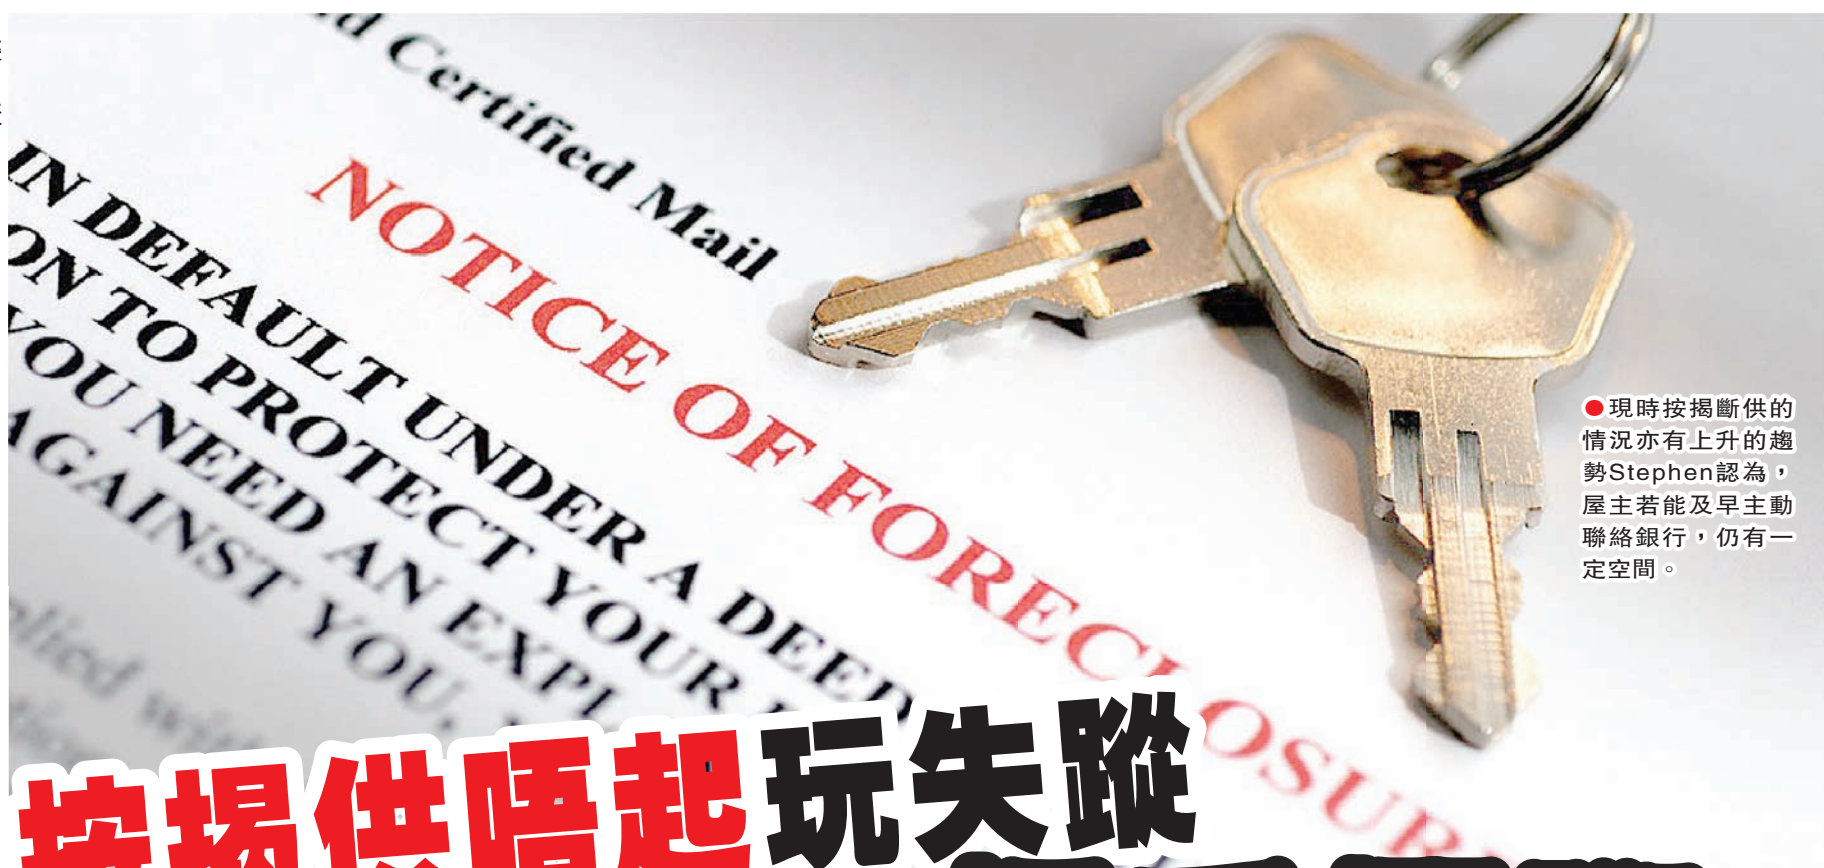 d Certified Mail
NOTICE OF FORECLOSUR
IN DEFAULT UNDER A DEED
ON TO PROTECT YOUR
YOU NEED AN EXPL
AGAINST YOU,
plied
●現時按揭斷供的
情況亦有上升的趨
勢Stephen認為，
屋主若能及早主動
聯絡銀行，仍有一
定空間。
按揭供唔起玩失蹤